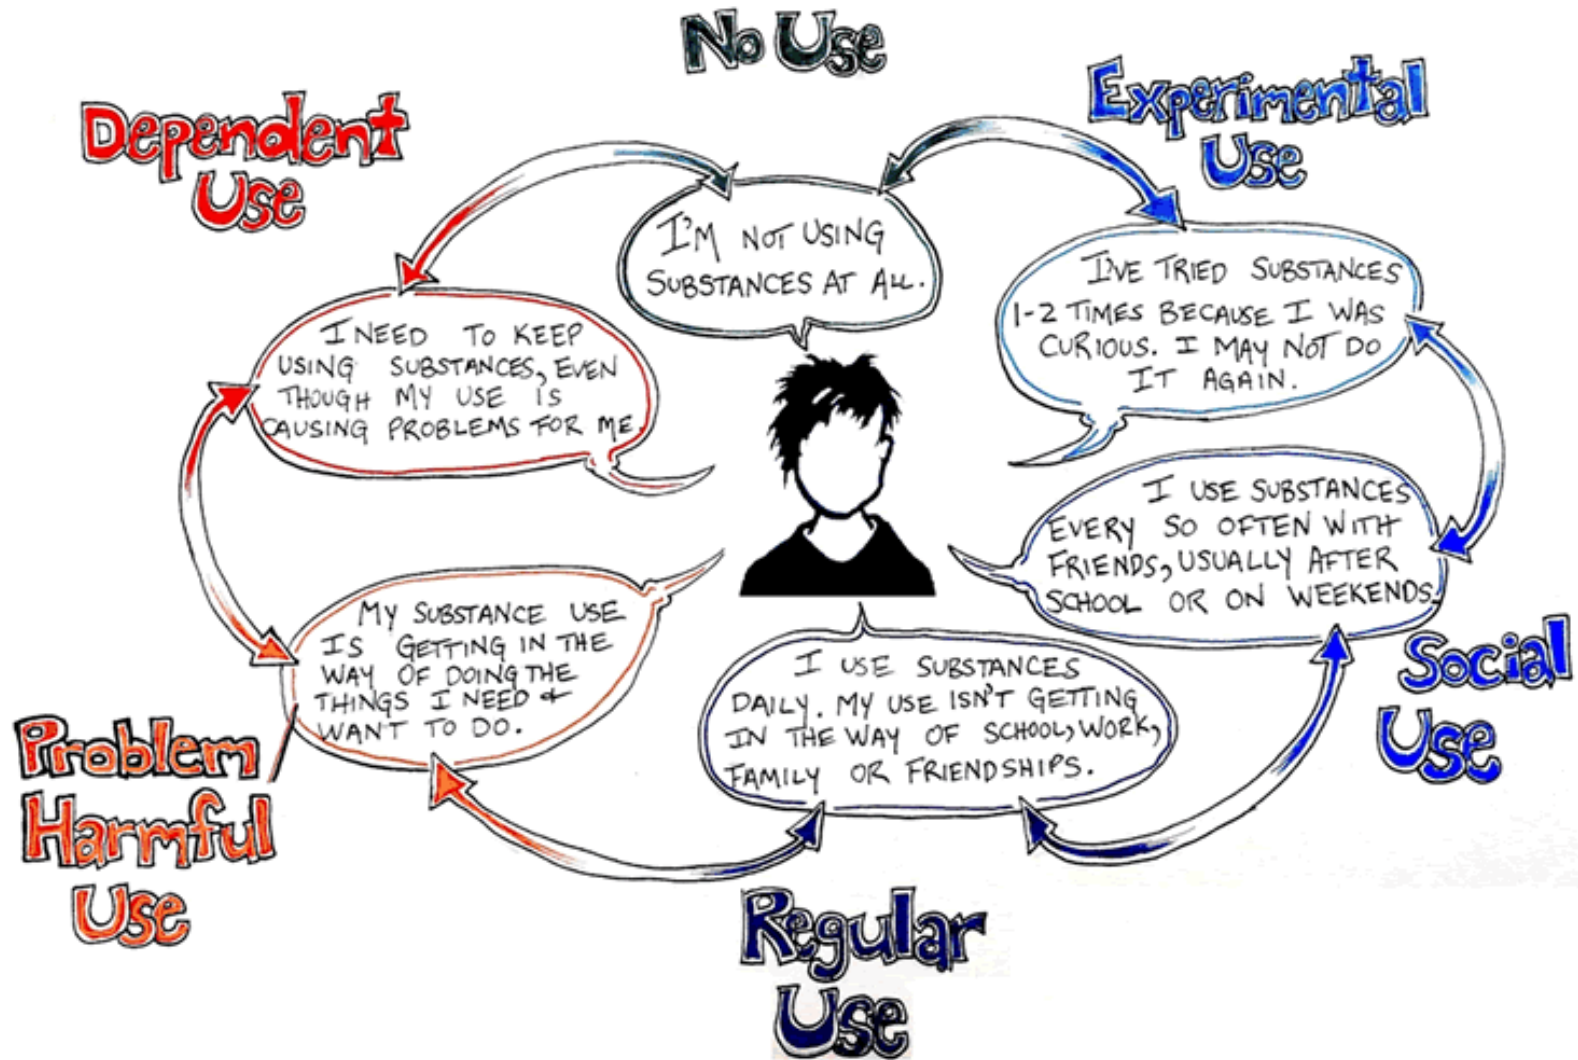 No Use
I'M NOT USING
SUBSTANCES AT ALL.
Experimental
Use
I'VE TRIED SUBSTANCES
1-2 TIMES BECAUSE I WAS
CURIOUS. I MAY NOT DO
IT AGAIN.
Social
Use
I USE SUBSTANCES
EVERY SO OFTEN WITH
FRIENDS, USUALLY AFTER
SCHOOL OR ON WEEKENDS.
Regular
Use
I USE SUBSTANCES
DAILY. MY USE ISN'T GETTING
IN THE WAY OF SCHOOL, WORK,
FAMILY OR FRIENDSHIPS.
Problem
Harmful
Use
MY SUBSTANCE USE
IS GETTING IN THE
WAY OF DOING THE
THINGS I NEED &
WANT TO DO.
Dependent
Use
I NEED TO KEEP
USING SUBSTANCES, EVEN
THOUGH MY USE IS
CAUSING PROBLEMS FOR ME.